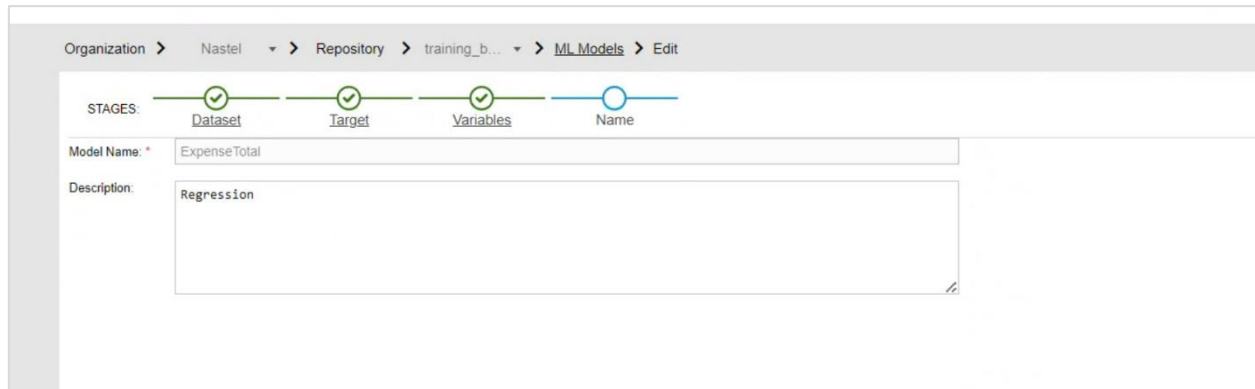 Organization > Nastel > Repository > training_b... > ML Models > Edit
STAGES:
Dataset Target Variables Name
Model Name: * ExpenseTotal
Description: Regression